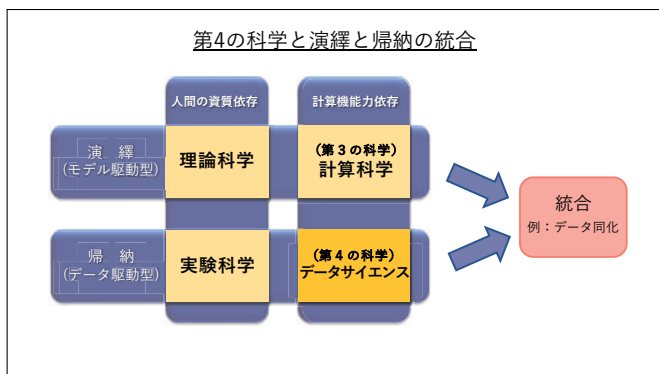 第4の科学と演繹と帰納の統合
人間の資質依存
計算機能力依存
演 繹
(モデル駆動型)
理論科学
(第3の科学)
計算科学
帰 納
(データ駆動型)
実験科学
(第4の科学)
データサイエンス
統合
例：データ同化